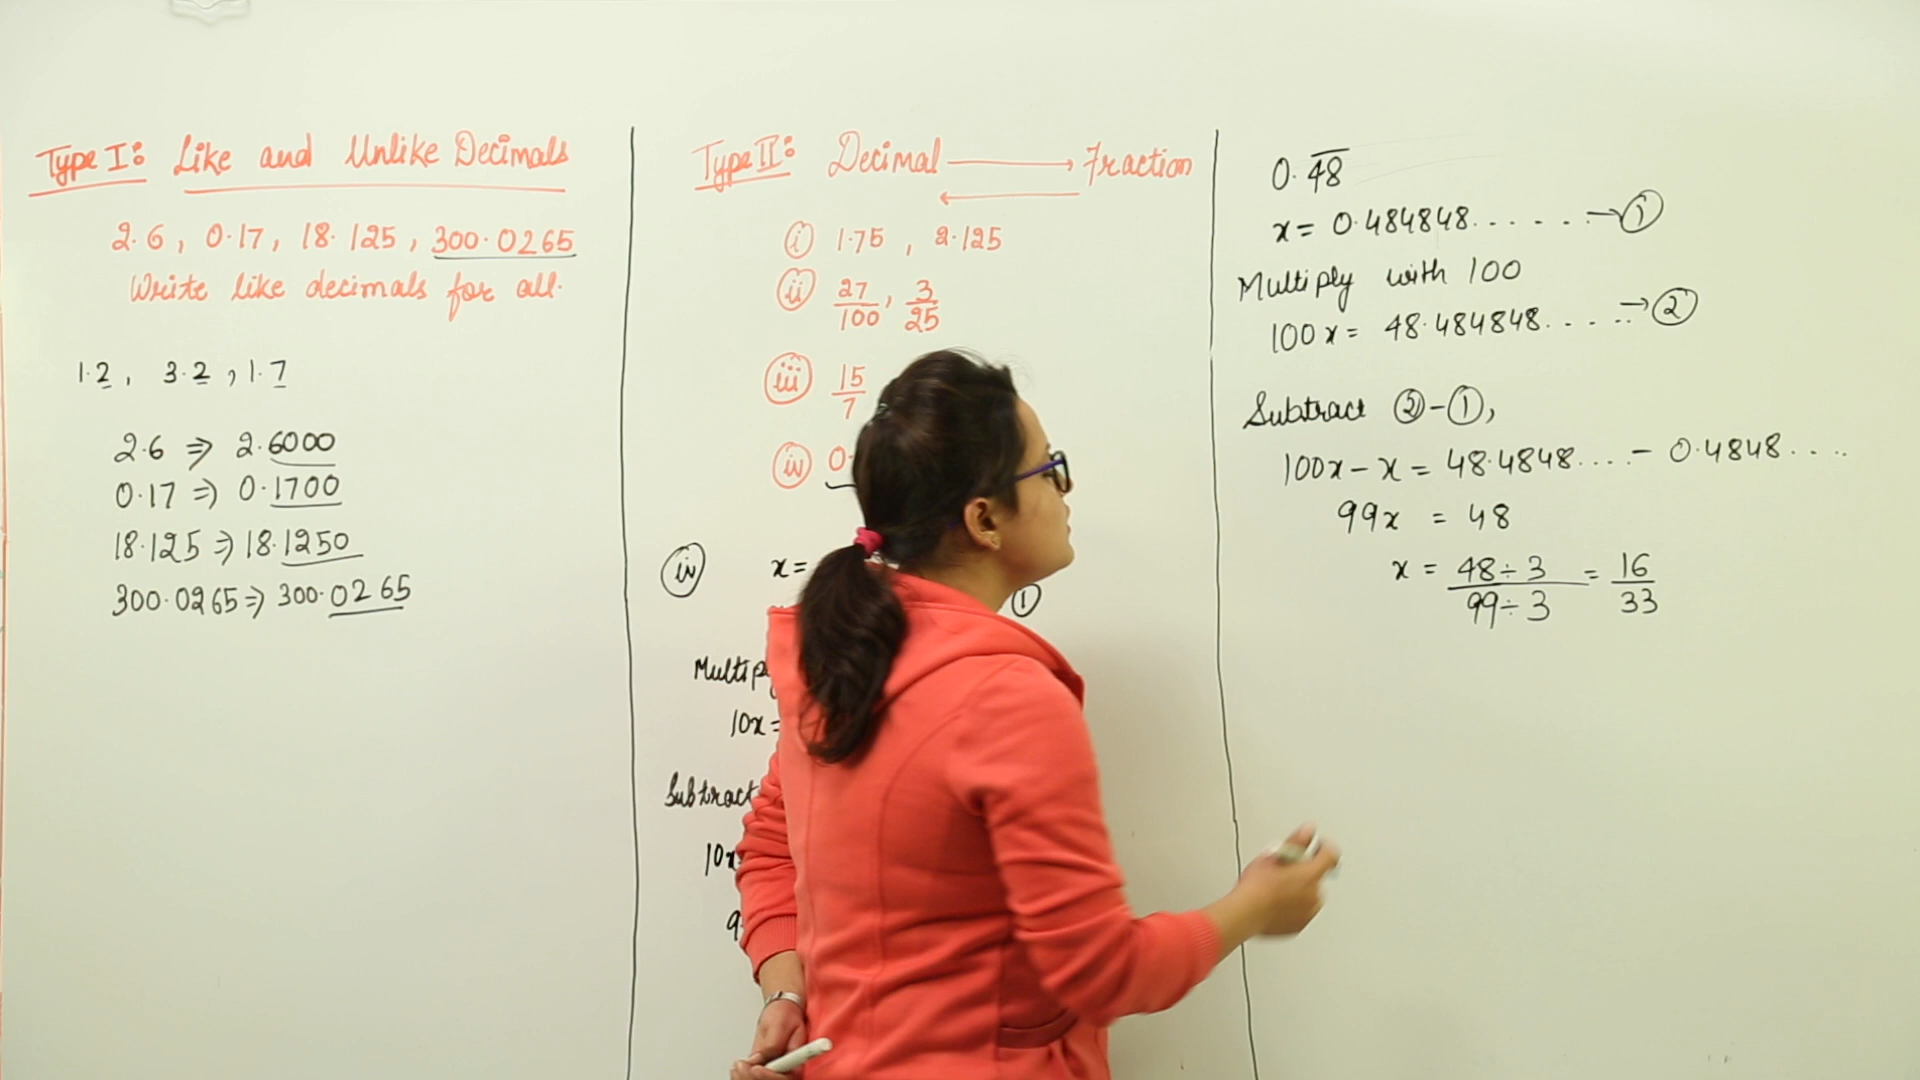 Type I: Like and Unlike Decimals
2.6, 0.17, 18.125, 300.0265
Write like decimals for all.
1.2, 3.2, 1.7
2.6 ⇒ 2.6000
0.17 ⇒ 0.1700
18.125 ⇒ 18.1250
300.0265 ⇒ 300.0265
Type II: Decimal → Fraction
←
(i) 1.75, 2.125
(ii) 27/100, 3/25
(iii) 15/7
(iv) 0.
(iv) x=
(1)
10x=
Subtract
10x
9
0.4̅8̅
x = 0.484848...... → (1)
Multiply with 100
100x = 48.484848..... → (2)
Subtract (2)-(1),
100x - x = 48.4848.... - 0.4848....
99x = 48
x = 48÷3/99÷3 = 16/33